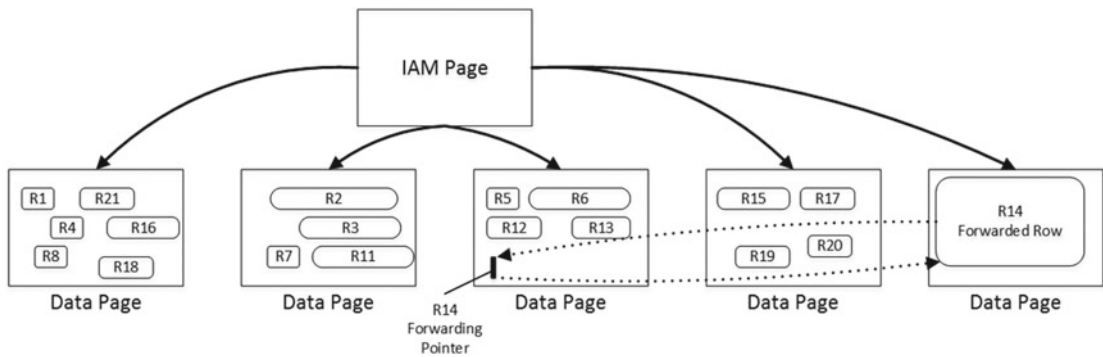 IAM Page
R1 R21
R4 R16
R8
R18
Data Page
R2
R3
R7 R11
Data Page
R5 R6
R12 R13
Data Page
R14
Forwarding
Pointer
R15 R17
R20
R19
Data Page
R14
Forwarded Row
Data Page